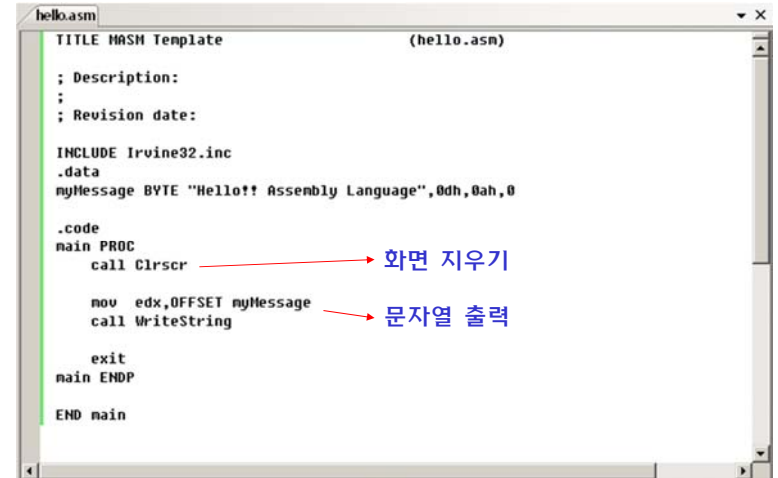 hello.asm
TITLE MASM Template (hello.asm)
; Description:
;
; Revision date:
INCLUDE Irvine32.inc
.data
myMessage BYTE "Hello!! Assembly Language",0dh,0ah,0
.code
main PROC
call Clrscr
화면 지우기
mov edx,OFFSET myMessage
call WriteString
문자열 출력
exit
main ENDP
END main